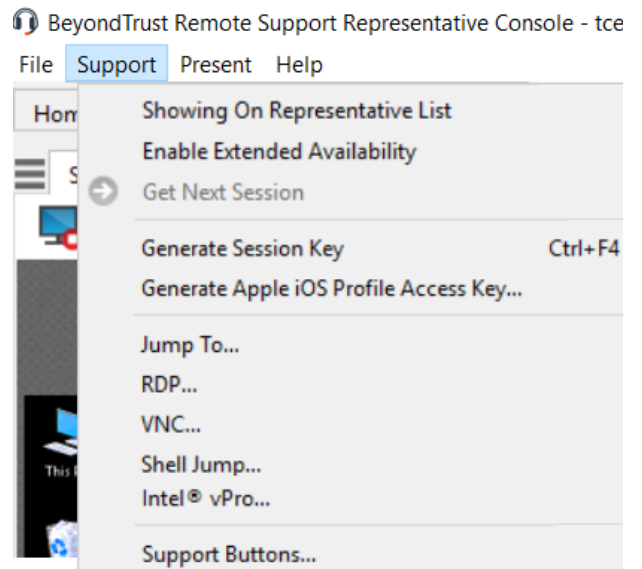 BeyondTrust Remote Support Representative Console - tce
File Support Present Help
Hom
Showing On Representative List
Enable Extended Availability
S
Get Next Session
Generate Session Key Ctrl+F4
Generate Apple iOS Profile Access Key...
Jump To...
RDP...
VNC...
Shell Jump...
This P
Intel® vPro...
Support Buttons...